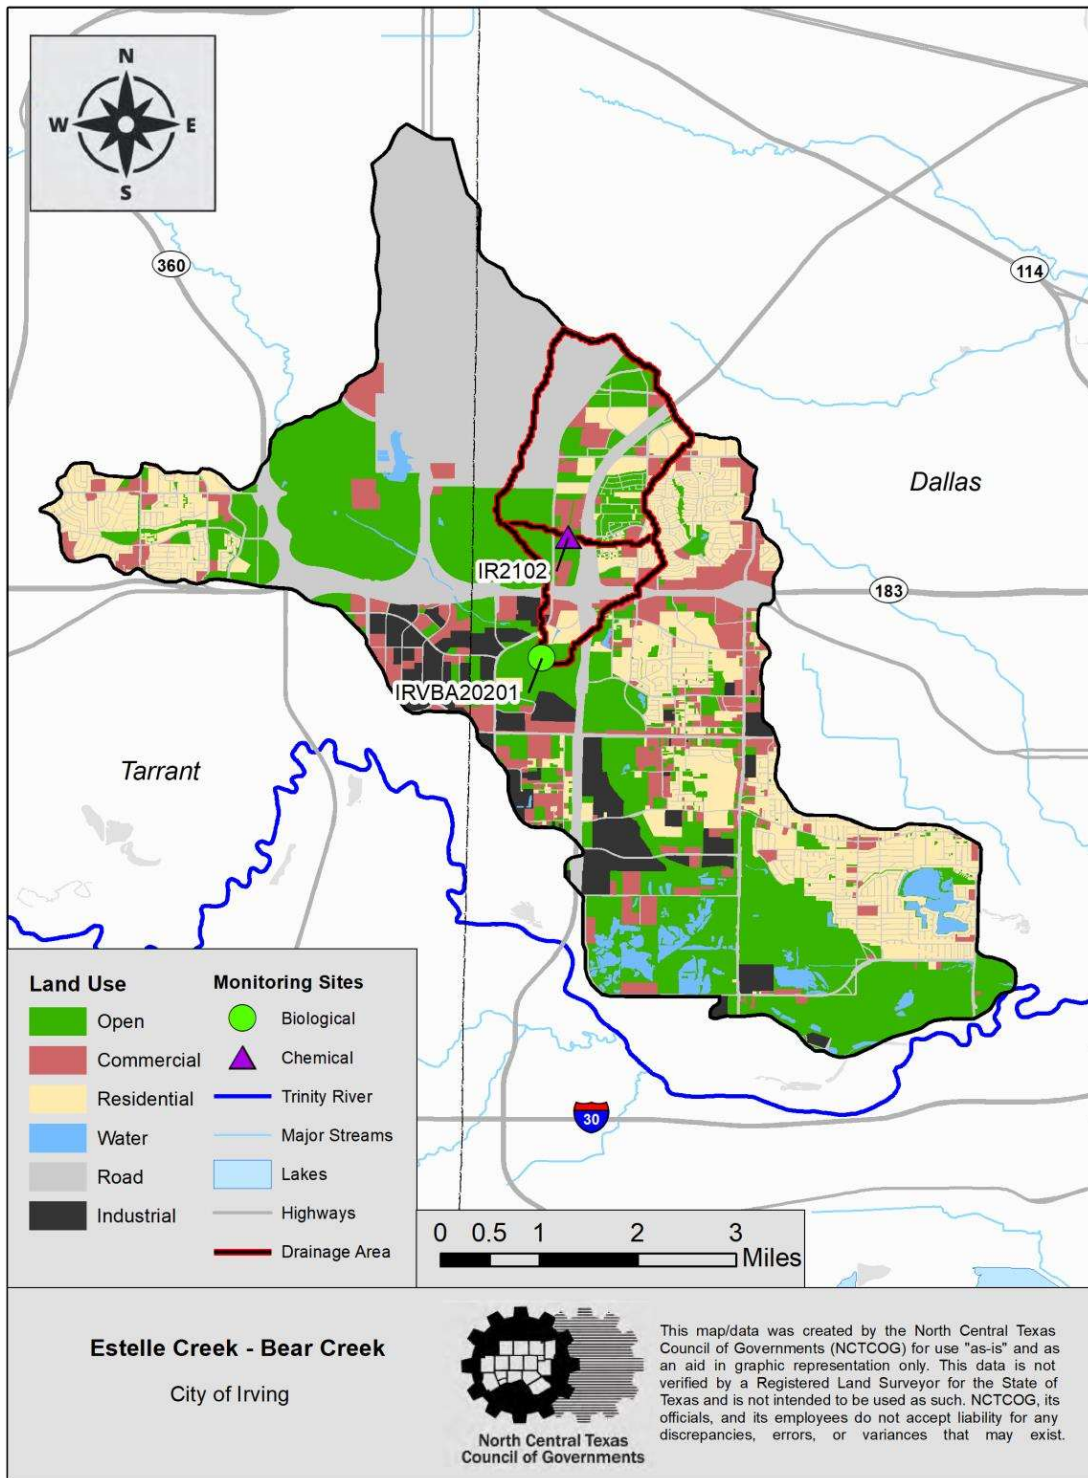 N
W E
S
360
114
Dallas
IR2102
183
IRVBA20201
Tarrant
Land Use
Open
Commercial
Residential
Water
Road
Industrial
Monitoring Sites
Biological
Chemical
Trinity River
Major Streams
Lakes
Highways
Drainage Area
30
0 0.5 1 2 3
Miles
Estelle Creek - Bear Creek
City of Irving
North Central Texas
Council of Governments
This map/data was created by the North Central Texas
Council of Governments (NCTCOG) for use "as-is" and as
an aid in graphic representation only. This data is not
verified by a Registered Land Surveyor for the State of
Texas and is not intended to be used as such. NCTCOG, its
officials, and its employees do not accept liability for any
discrepancies, errors, or variances that may exist.